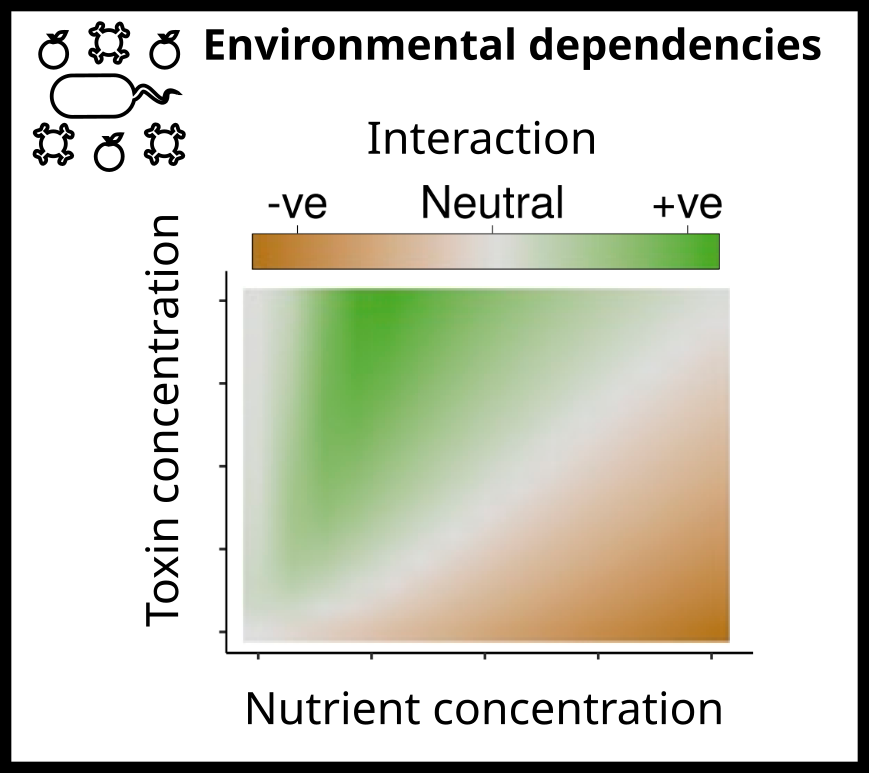 Environmental dependencies
Interaction
-ve Neutral +ve
Toxin concentration
Nutrient concentration